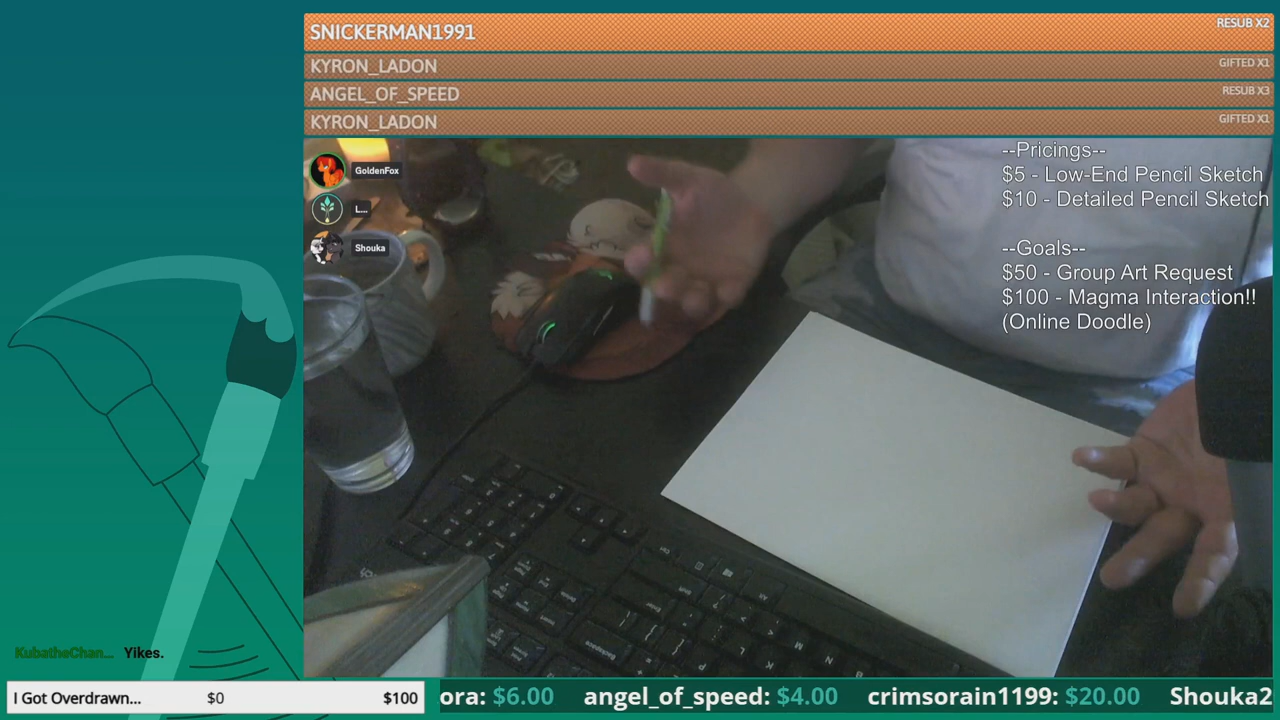 SNICKERMAN1991 RESUB X2
KYRON_LADON GIFTED X1
ANGEL_OF_SPEED RESUB X3
KYRON_LADON GIFTED X1
--Pricings--
$5 - Low-End Pencil Sketch
$10 - Detailed Pencil Sketch
--Goals--
$50 - Group Art Request
$100 - Magma Interaction!!
(Online Doodle)
GoldenFox
L...
Shouka
KubatheChan... Yikes.
I Got Overdrawn... $0 $100
ora: $6.00 angel_of_speed: $4.00 crimsorain1199: $20.00 Shouka2